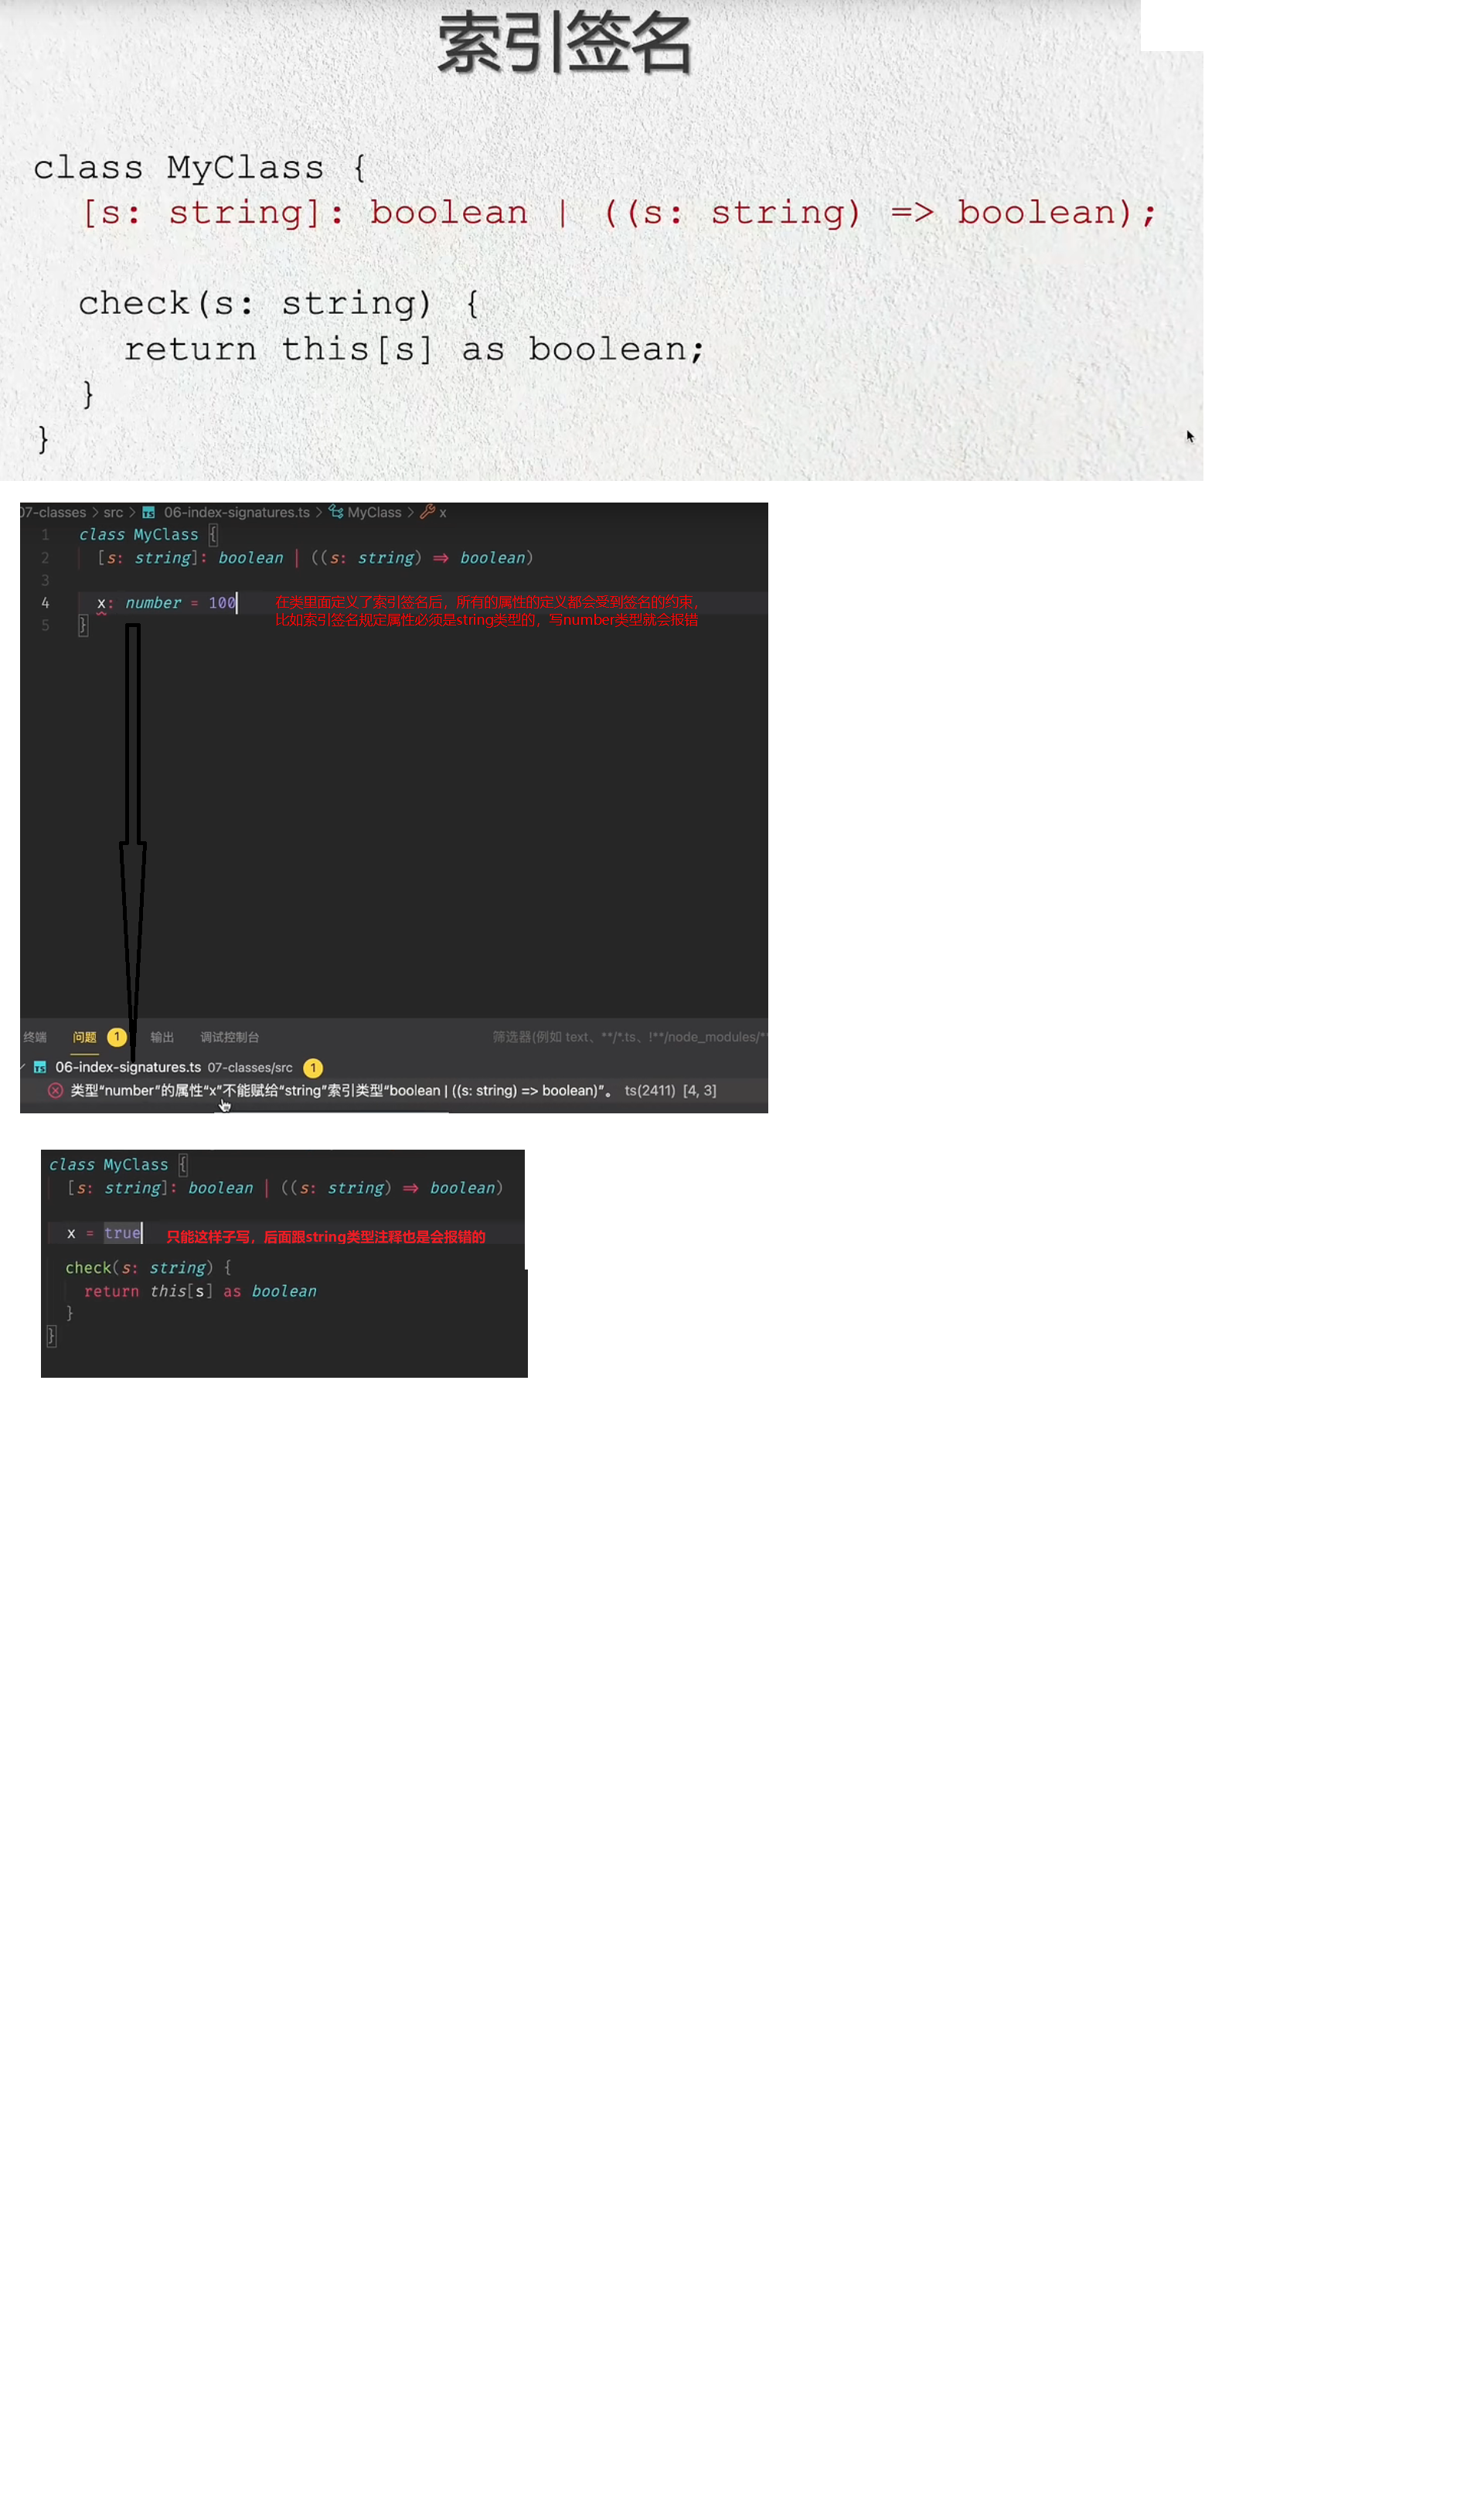 索引签名
class MyClass {
[s: string]: boolean | ((s: string) => boolean);
check(s: string) {
return this[s] as boolean;
}
}
07-classes > src > TS 06-index-signatures.ts > MyClass > x
1 class MyClass {
2 [s: string]: boolean | ((s: string) => boolean)
3
4 x: number = 100
5 }
在类里面定义了索引签名后，所有的属性的定义都会受到签名的约束，
比如索引签名规定属性必须是string类型的，写number类型就会报错
终端 问题 1 输出 调试控制台 筛选器(例如 text、**/*.ts、!**/node_modules/**
TS 06-index-signatures.ts 07-classes/src 1
类型“number”的属性“x”不能赋给“string”索引类型“boolean | ((s: string) => boolean)”。 ts(2411) [4, 3]
class MyClass {
[s: string]: boolean | ((s: string) => boolean)
x = true 只能这样子写，后面跟string类型注释也是会报错的
check(s: string) {
return this[s] as boolean
}
}